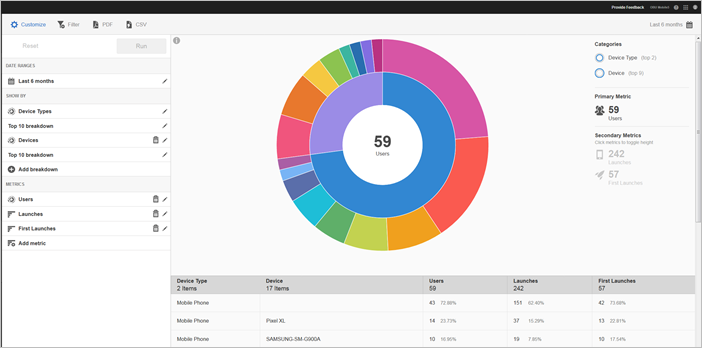 Provide Feedback
Customize Filter PDF CSV Last 6 months
Reset Run
DATE RANGES
Last 6 months
SHOW BY
Device Types
Top 10 breakdown
Devices
Top 10 breakdown
Add breakdown
METRICS
Users
Launches
First Launches
Add metric
59
Users
Categories
Device Type (top 2)
Device (top 5)
Primary Metric
59
Users
Secondary Metrics
Click metrics to toggle height
242
Launches
57
First Launches
Device Type Device Users Launches First Launches
2 Items 17 Items 59 242 57
Mobile Phone 43 72.88% 151 62.40% 42 73.68%
Mobile Phone Pixel XL 14 23.73% 37 15.29% 13 22.81%
Mobile Phone SAMSUNG-SM-G900A 10 16.95% 19 7.85% 10 17.54%